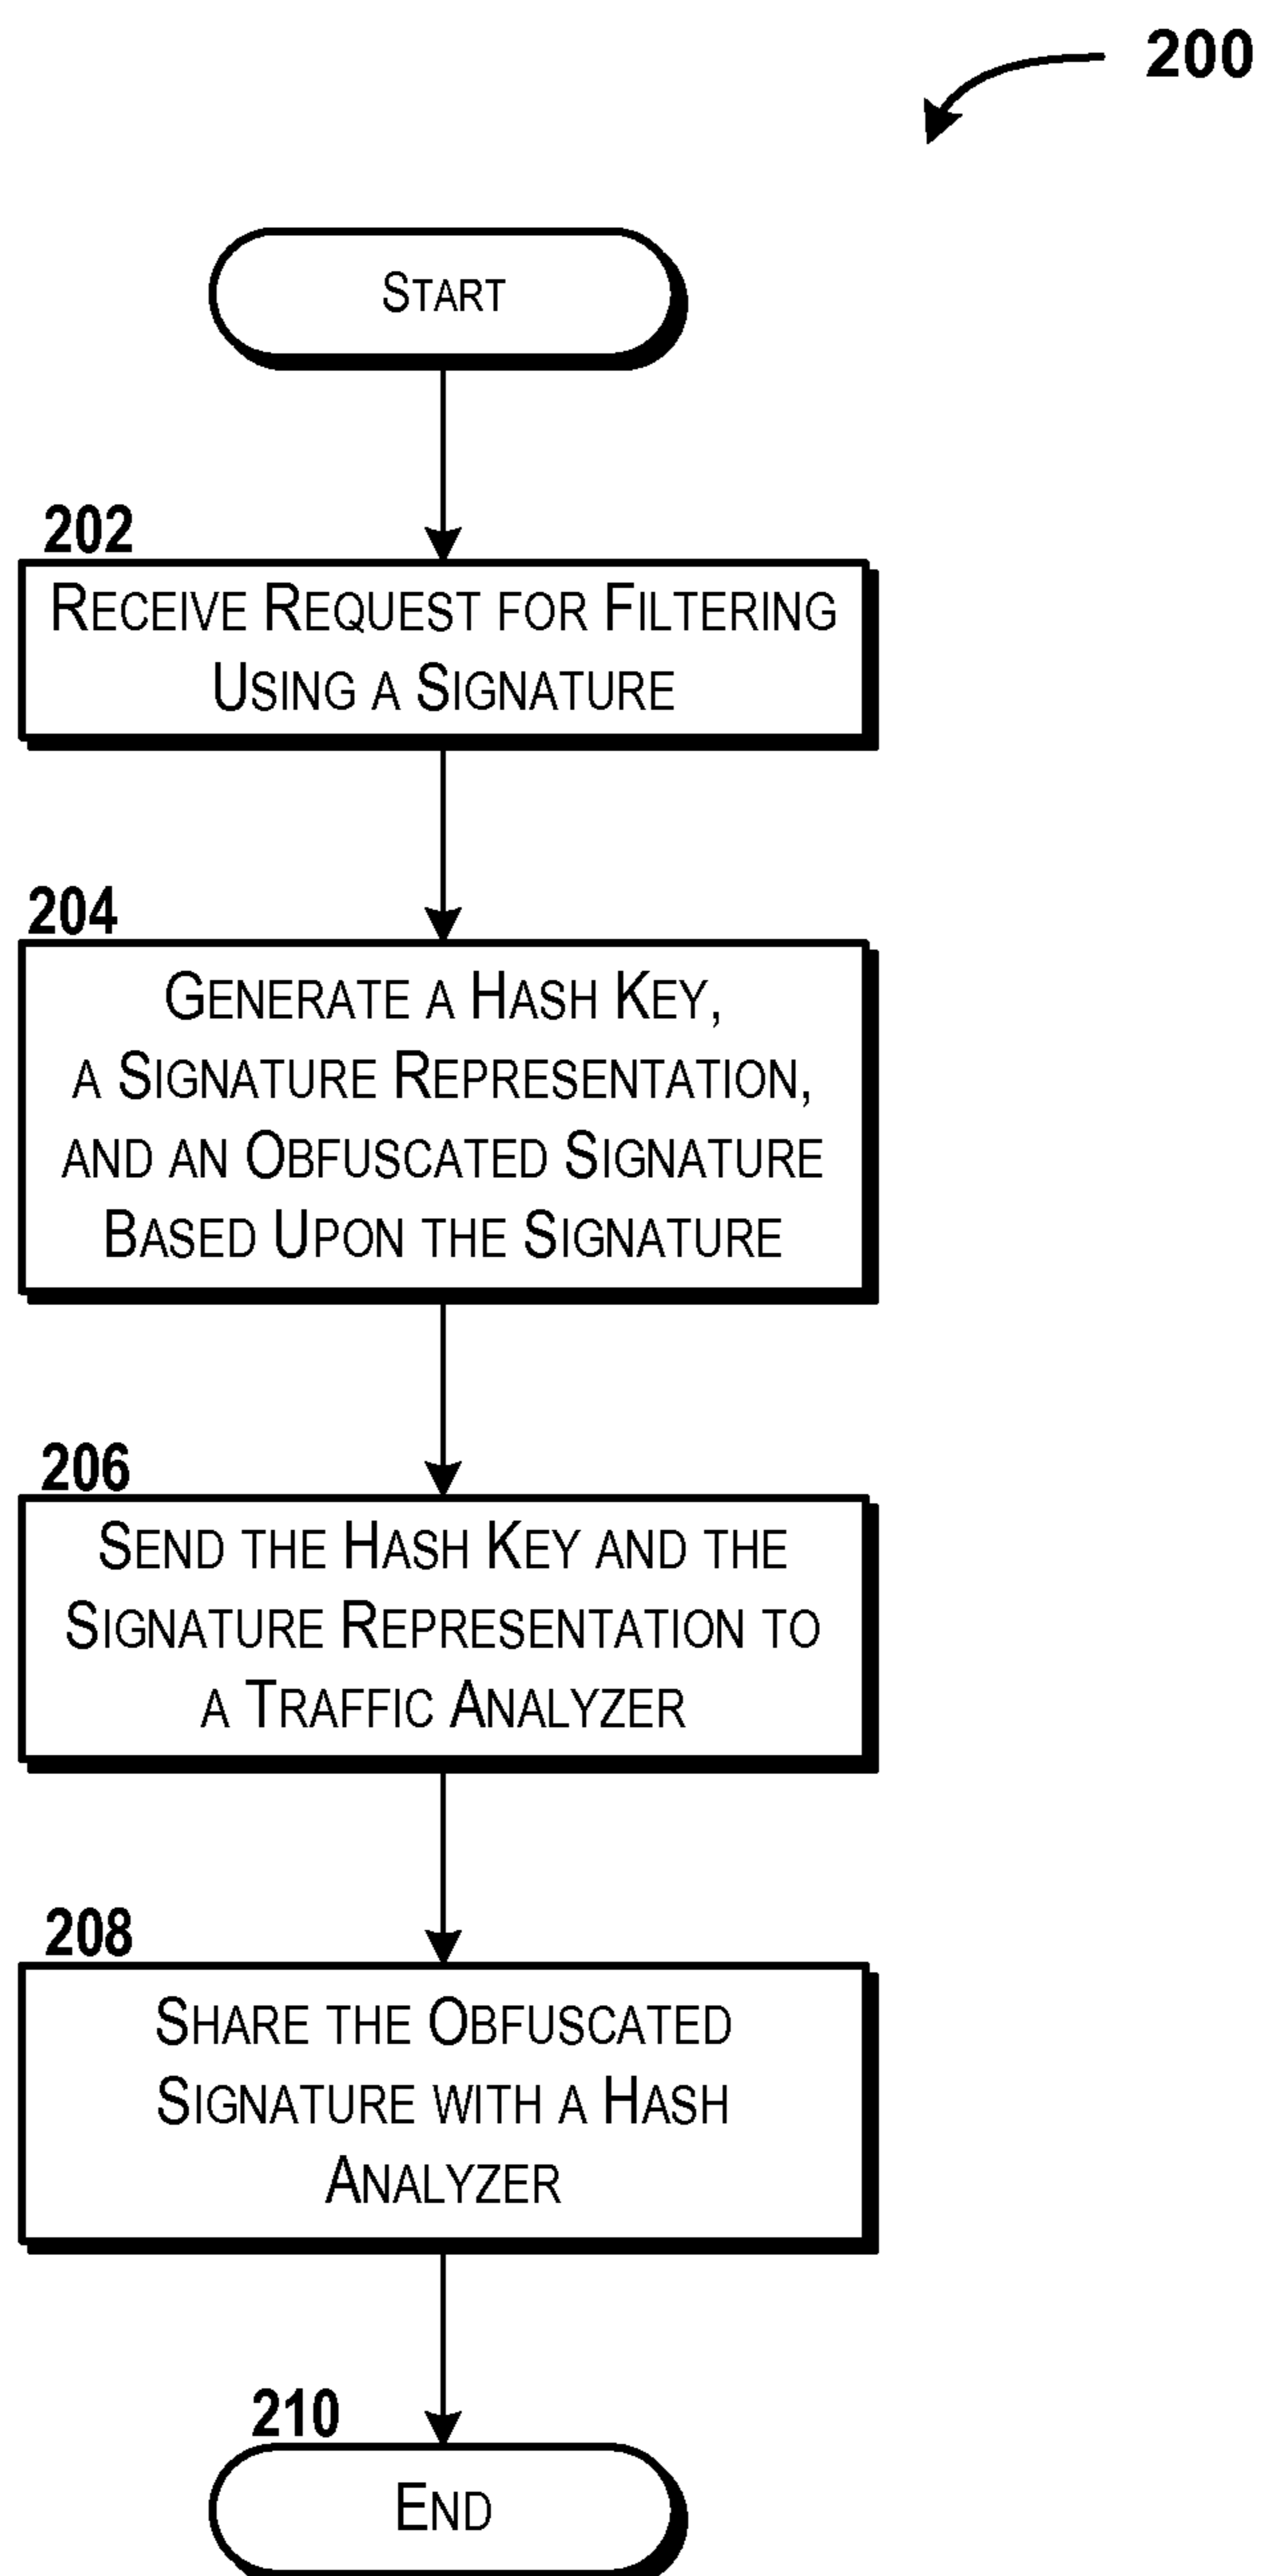 200
START
202
RECEIVE REQUEST FOR FILTERING
USING A SIGNATURE
204
GENERATE A HASH KEY,
A SIGNATURE REPRESENTATION,
AND AN OBFUSCATED SIGNATURE
BASED UPON THE SIGNATURE
206
SEND THE HASH KEY AND THE
SIGNATURE REPRESENTATION TO
A TRAFFIC ANALYZER
208
SHARE THE OBFUSCATED
SIGNATURE WITH A HASH
ANALYZER
210
END